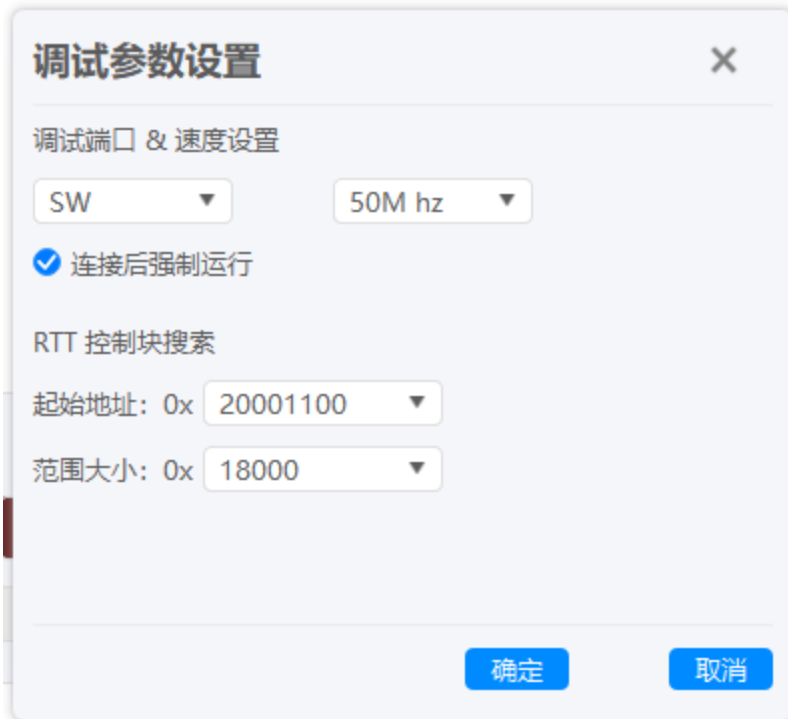 调试参数设置
调试端口 & 速度设置
SW 50M hz
连接后强制运行
RTT 控制块搜索
起始地址：0x 20001100
范围大小：0x 18000
确定 取消